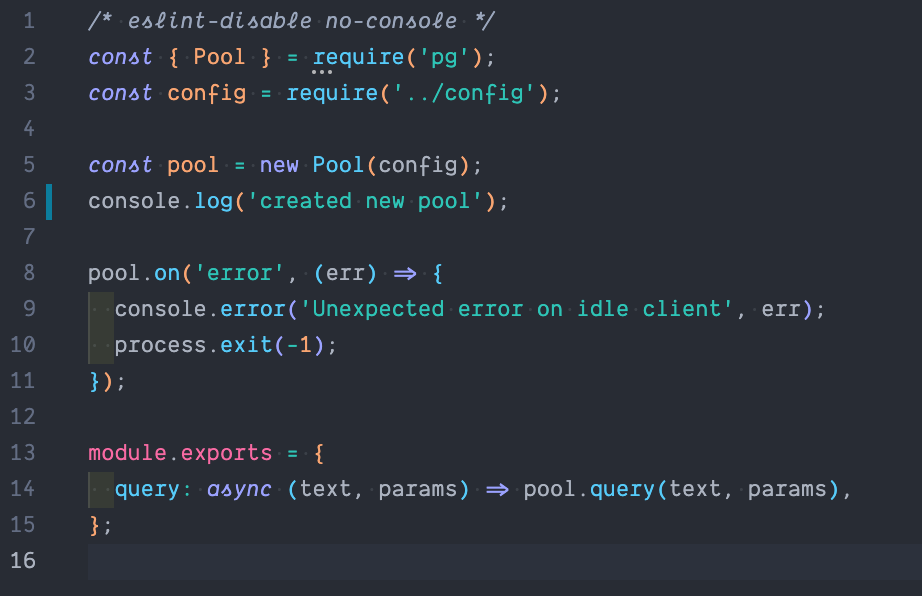 1 /* eslint-disable no-console */
2 const { Pool } = require('pg');
3 const config = require('../config');
4
5 const pool = new Pool(config);
6 console.log('created new pool');
7
8 pool.on('error', (err) => {
9   console.error('Unexpected error on idle client', err);
10   process.exit(-1);
11 });
12
13 module.exports = {
14   query: async (text, params) => pool.query(text, params),
15 };
16